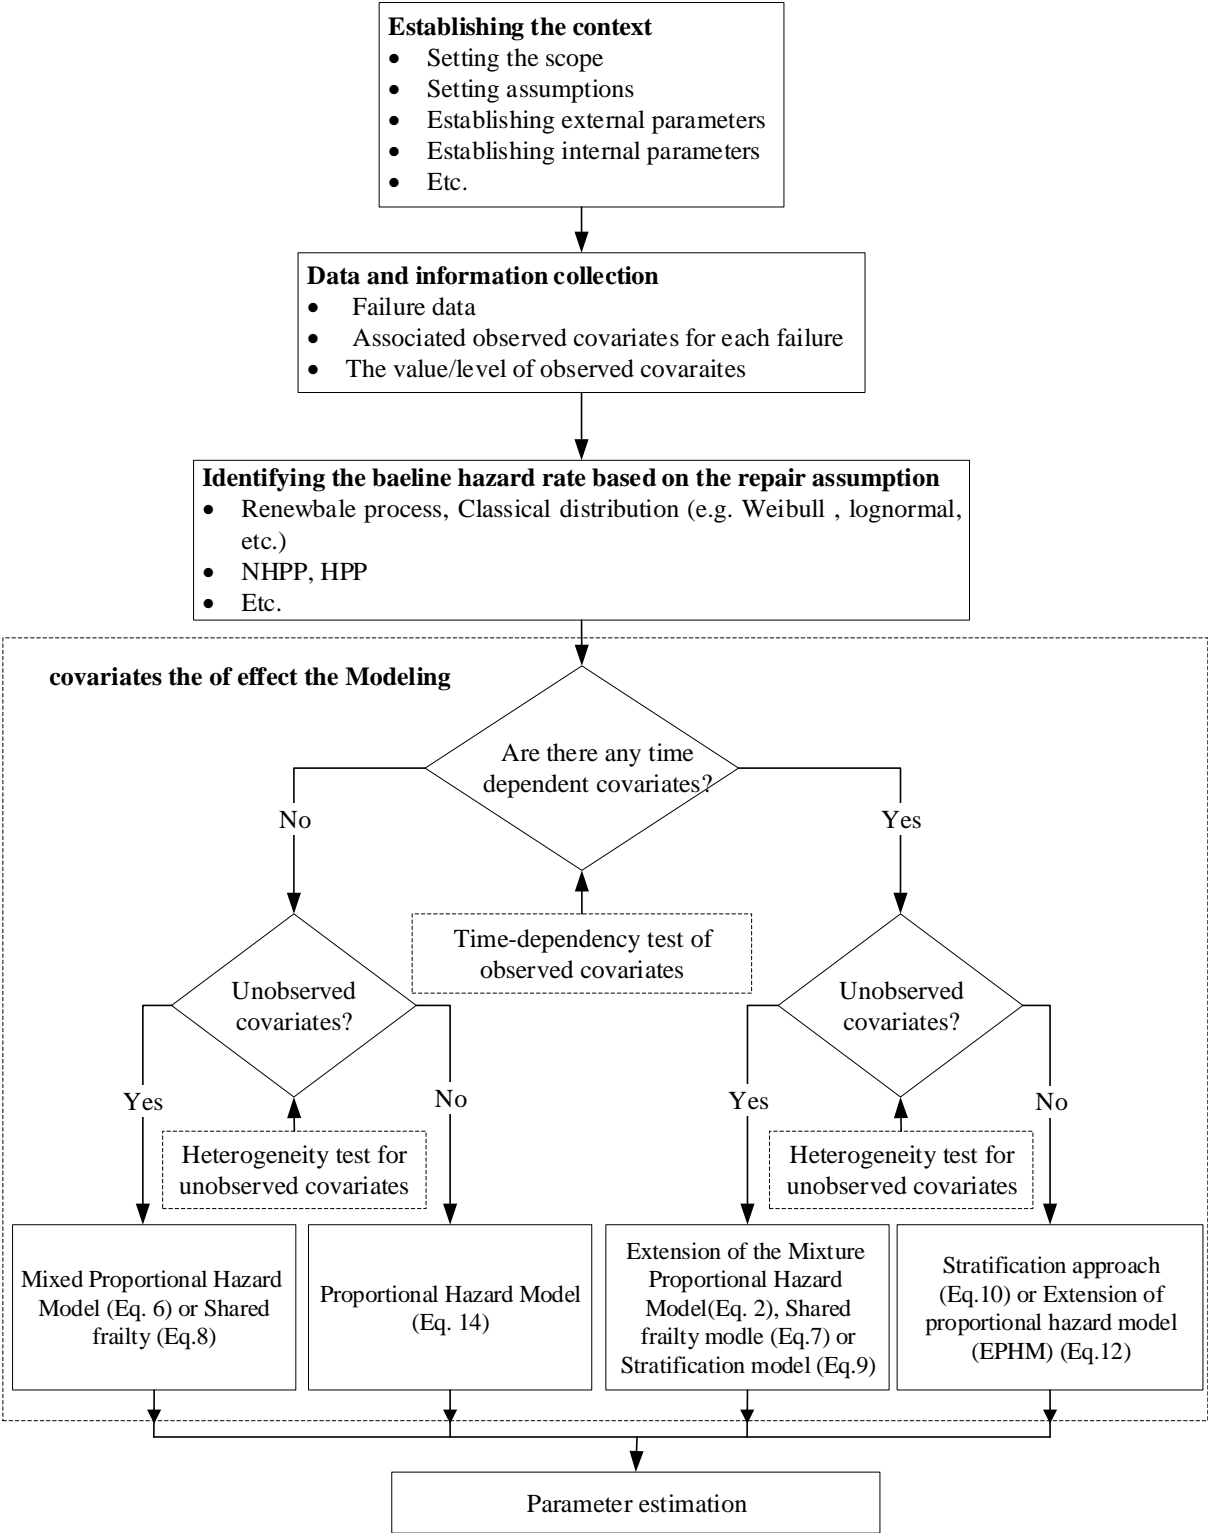 Establishing the context
• Setting the scope
• Setting assumptions
• Establishing external parameters
• Establishing internal parameters
• Etc.
Data and information collection
• Failure data
• Associated observed covariates for each failure
• The value/level of observed covaraites
Identifying the baeline hazard rate based on the repair assumption
• Renewbale process, Classical distribution (e.g. Weibull , lognormal,
etc.)
• NHPP, HPP
• Etc.
covariates the of effect the Modeling
Are there any time
dependent covariates?
No
Yes
Time-dependency test of
observed covariates
Unobserved
covariates?
Unobserved
covariates?
Yes
No
Yes
No
Heterogeneity test for
unobserved covariates
Heterogeneity test for
unobserved covariates
Mixed Proportional Hazard
Model (Eq. 6) or Shared
frailty (Eq.8)
Proportional Hazard Model
(Eq. 14)
Extension of the Mixture
Proportional Hazard
Model(Eq. 2), Shared
frailty modle (Eq.7) or
Stratification model (Eq.9)
Stratification approach
(Eq.10) or Extension of
proportional hazard model
(EPHM) (Eq.12)
Parameter estimation